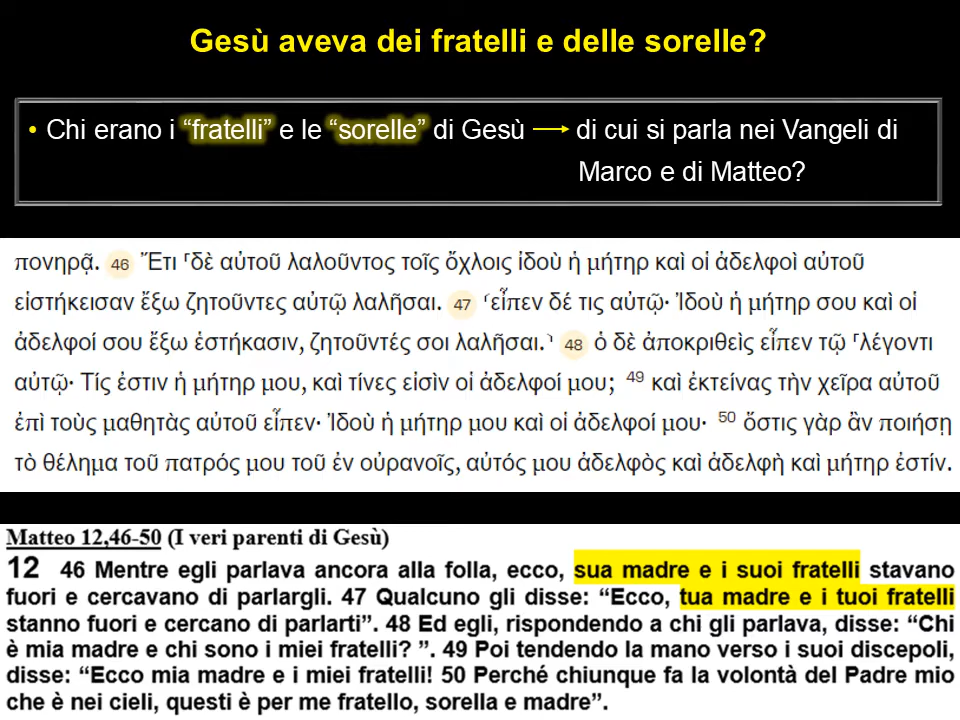 Gesù aveva dei fratelli e delle sorelle?
• Chi erano i “fratelli” e le “sorelle” di Gesù → di cui si parla nei Vangeli di
Marco e di Matteo?
πονηρᾷ. 46 Ἔτι ⸀δὲ αὐτοῦ λαλοῦντος τοῖς ὄχλοις ἰδοὺ ἡ μήτηρ καὶ οἱ ἀδελφοὶ αὐτοῦ
εἱστήκεισαν ἔξω ζητοῦντες αὐτῷ λαλῆσαι. 47 ⸂εἶπεν δέ τις αὐτῷ· Ἰδοὺ ἡ μήτηρ σου καὶ οἱ
ἀδελφοί σου ἔξω ἑστήκασιν, ζητοῦντές σοι λαλῆσαι.⸃ 48 ὁ δὲ ἀποκριθεὶς εἶπεν τῷ ⸀λέγοντι
αὐτῷ· Τίς ἐστιν ἡ μήτηρ μου, καὶ τίνες εἰσὶν οἱ ἀδελφοί μου; 49 καὶ ἐκτείνας τὴν χεῖρα αὐτοῦ
ἐπὶ τοὺς μαθητὰς αὐτοῦ εἶπεν· Ἰδοὺ ἡ μήτηρ μου καὶ οἱ ἀδελφοί μου· 50 ὅστις γὰρ ἂν ποιήσῃ
τὸ θέλημα τοῦ πατρός μου τοῦ ἐν οὐρανοῖς, αὐτός μου ἀδελφὸς καὶ ἀδελφὴ καὶ μήτηρ ἐστίν.
Matteo 12,46-50 (I veri parenti di Gesù)
12 46 Mentre egli parlava ancora alla folla, ecco, sua madre e i suoi fratelli stavano
fuori e cercavano di parlargli. 47 Qualcuno gli disse: “Ecco, tua madre e i tuoi fratelli
stanno fuori e cercano di parlarti”. 48 Ed egli, rispondendo a chi gli parlava, disse: “Chi
è mia madre e chi sono i miei fratelli? ”. 49 Poi tendendo la mano verso i suoi discepoli,
disse: “Ecco mia madre e i miei fratelli! 50 Perché chiunque fa la volontà del Padre mio
che è nei cieli, questi è per me fratello, sorella e madre”.